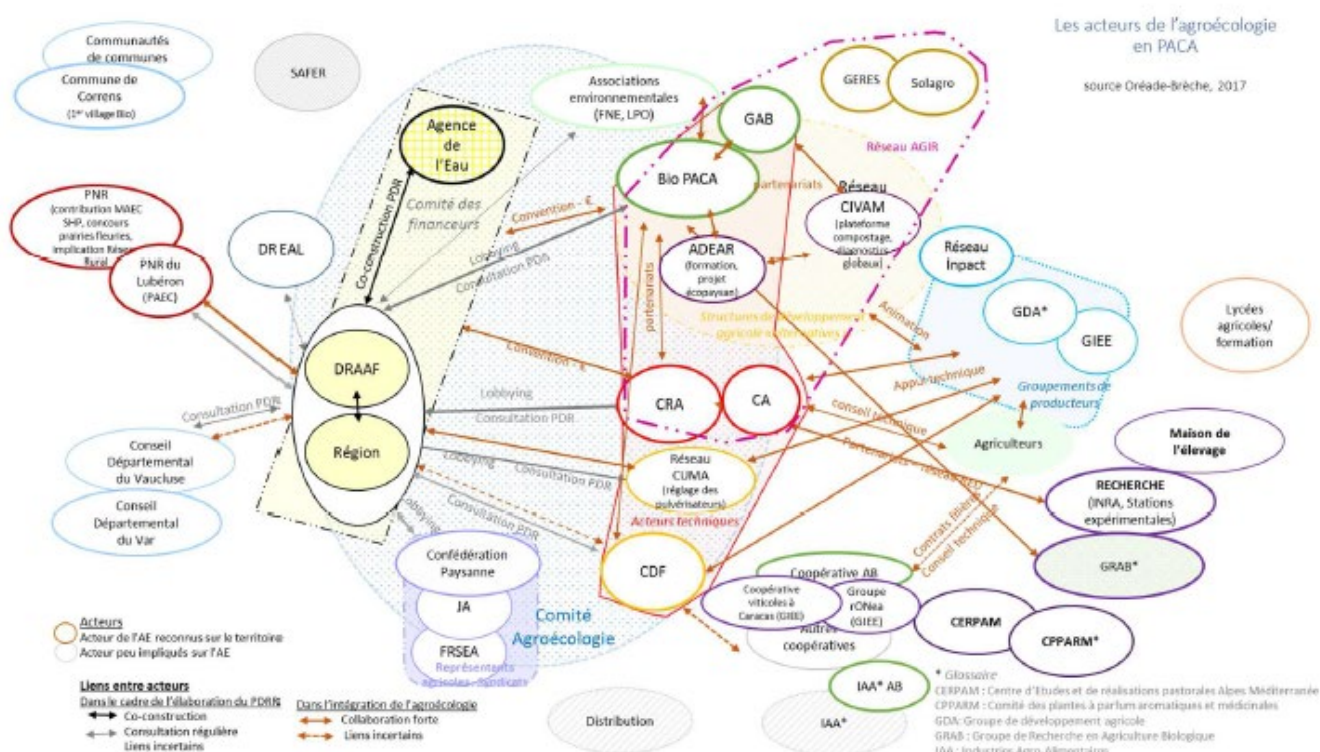 Les acteurs de l'agroécologie
en PACA
source Oréade-Brèche, 2017
Communautés
de communes
Commune de
Correns
(1er village Bio)
SAFER
Agence
de
l'Eau
Comité des
financeurs
Co-construction PDR
Associations
environnementales
(FNE, LPO)
GAB
Bio PACA
GERES
Solagro
Réseau AGIR
partenariats
Réseau
CIVAM
(plateforme
compostage,
diagnostics
globaux)
ADEAR
(formation,
projet
écopaysan)
Structures de développement
agricole alternatives
PNR
(contribution MAEC
SHP, concours
prairies fleuries,
implication Réseau
Rural
PNR du
Lubéron
(PAEC)
DREAL
Convention - €
Lobbying
Consultation PDR
partenariats
Réseau
Inpact
GDA*
GIEE
Groupements de
producteurs
Animation
Lycées
agricoles/
formation
DRAAF
Région
Convention - €
Lobbying
Consultation PDR
CRA
CA
Appui technique
conseil technique
Agriculteurs
Maison de
l'élevage
Consultation PDR
Conseil
Départemental
du Vaucluse
Conseil
Départemental
du Var
Lobbying
Consultation PDR
Réseau
CUMA
(réglage des
pulvérisateurs)
Acteurs techniques
RECHERCHE
(INRA, Stations
expérimentales)
GRAB*
Consultation PDR
Lobbying
CDF
Contrats filières
Conseil technique
Confédération
Paysanne
JA
FRSEA
Représentants
agricoles : Syndicats
Comité
Agroécologie
Coopérative AB
Coopérative
viticoles à
Caracas (GIEE)
Groupe
rONea
(GIEE)
Autres
coopératives
CERPAM
CPPARM*
IAA* AB
IAA*
Distribution
Acteurs
Acteur de l'AE reconnus sur le territoire
Acteur peu impliqués sur l'AE
Liens entre acteurs
Dans le cadre de l'élaboration du PDRR
Co-construction
Consultation régulière
Liens incertains
Dans l'intégration de l'agroécologie
Collaboration forte
Liens incertains
* Glossaire
CERPAM : Centre d'Etudes et de réalisations pastorales Alpes Méditerranée
CPPARM : Comité des plantes à parfum aromatiques et médicinales
GDA: Groupe de développement agricole
GRAB : Groupe de Recherche en Agriculture Biologique
IAA : Industries Agro-Alimentaires